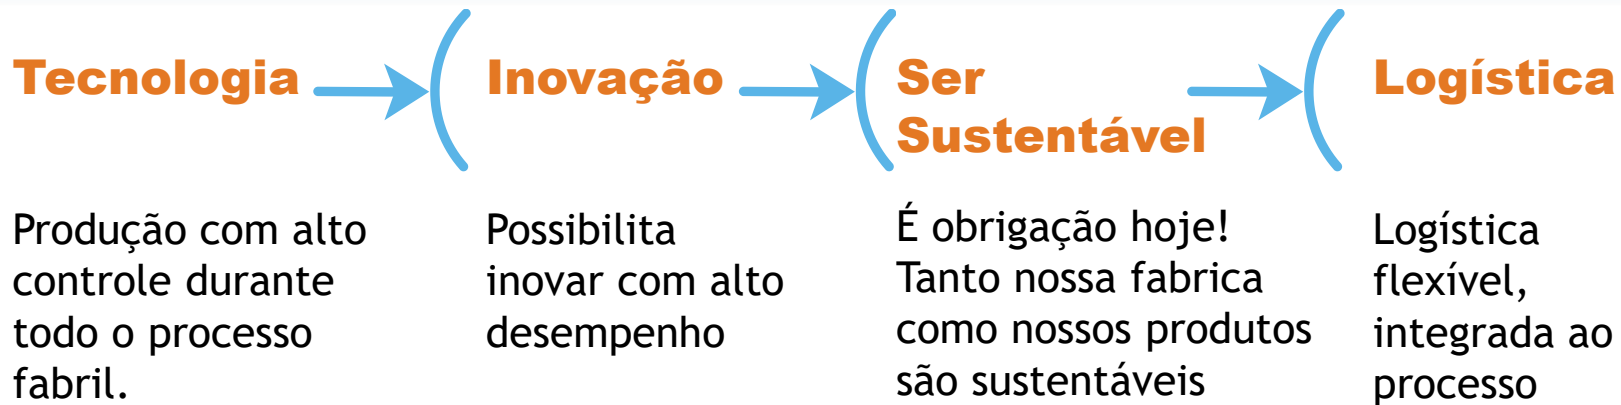 Tecnologia
Produção com alto
controle durante
todo o processo
fabril.
Inovação
Possibilita
inovar com alto
desempenho
Ser
Sustentável
É obrigação hoje!
Tanto nossa fabrica
como nossos produtos
são sustentáveis
Logística
Logística
flexível,
integrada ao
processo